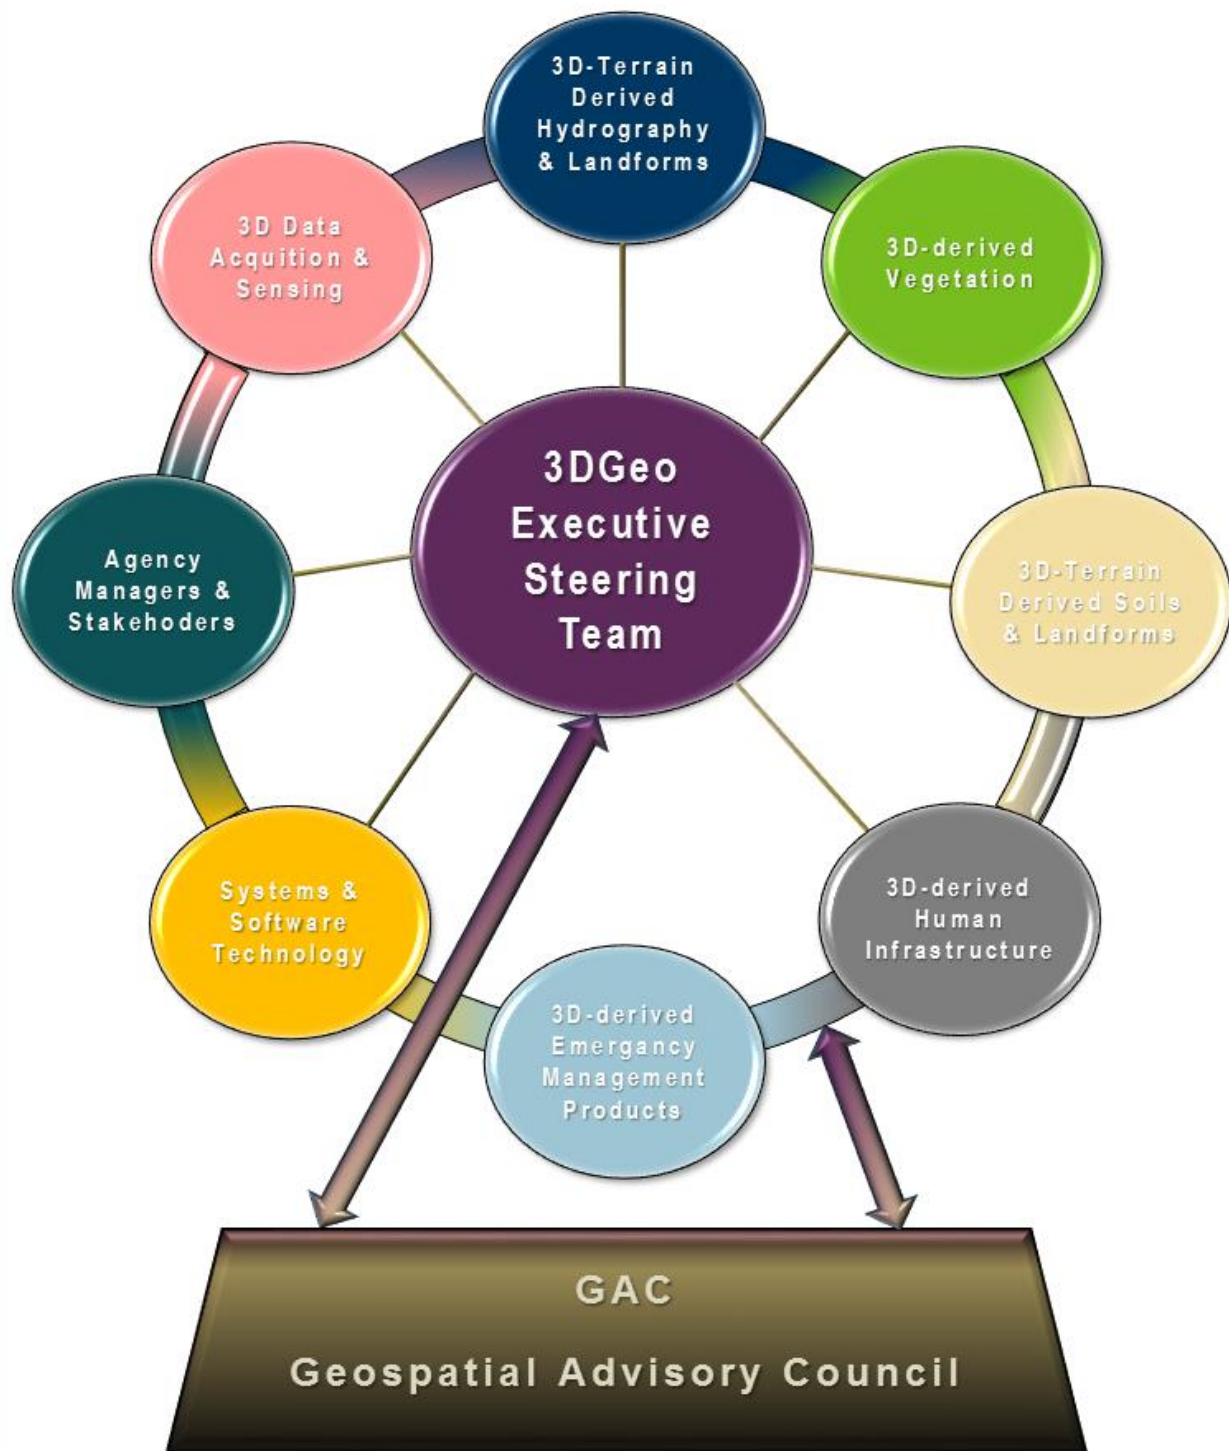 3D-Terrain
Derived
Hydrography
& Landforms
3D Data
Acquition &
Sensing
3D-derived
Vegetation
3DGeo
Executive
Steering
Team
Agency
Managers &
Stakehoders
3D-Terrain
Derived Soils
& Landforms
Systems &
Software
Technology
3D-derived
Human
Infrastructure
3D-derived
Emergancy
Management
Products
GAC
Geospatial Advisory Council